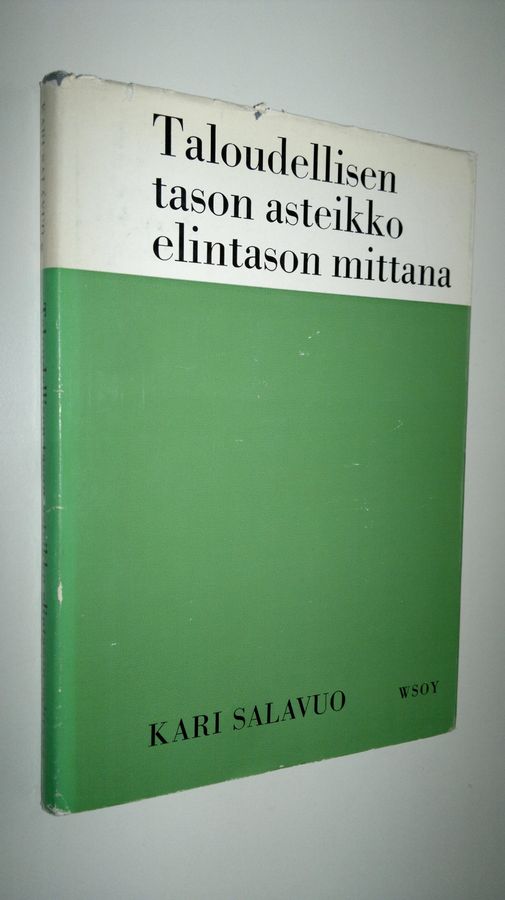 Taloudellisen
tason asteikko
elintason mittana
KARI SALAVUO
WSOY